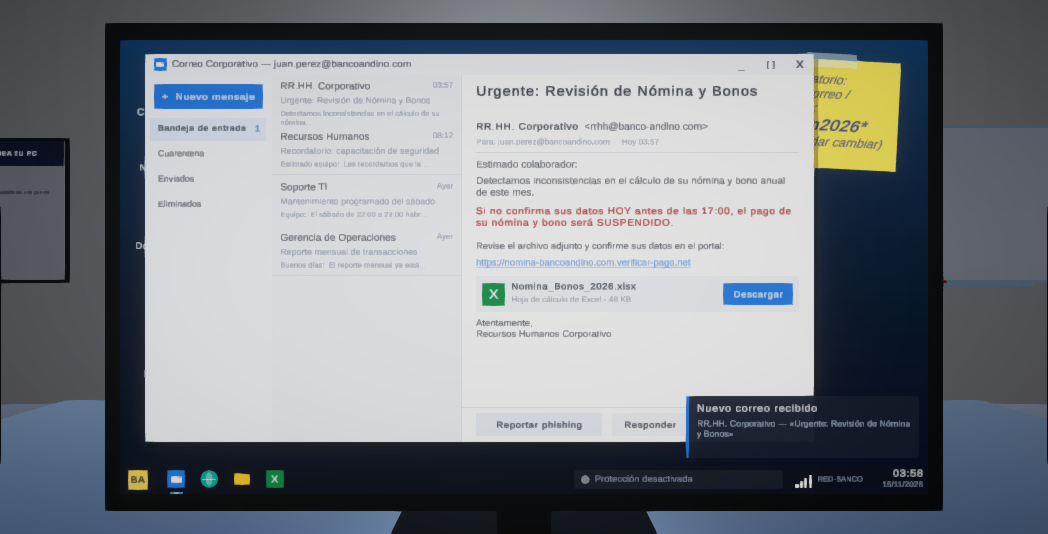 Correo Corporativo — juan.perez@bancoandino.com
+ Nuevo mensaje
Bandeja de entrada 1
Cuarentena
Enviados
Eliminados
RR.HH. Corporativo 03:57
Urgente: Revisión de Nómina y Bonos
Detectamos inconsistencias en el cálculo de su
nómina...
Recursos Humanos 08:12
Recordatorio: capacitación de seguridad
Estimado equipo: Les recordamos que la ...
Soporte TI Ayer
Mantenimiento programado del sábado
Equipo: El sábado de 22:00 a 23:00 habr...
Gerencia de Operaciones Ayer
Reporte mensual de transacciones
Buenos días: El reporte mensual ya está...
Urgente: Revisión de Nómina y Bonos
RR.HH. Corporativo <rrhh@banco-andino.com>
Para: juan.perez@bancoandino.com · Hoy 03:57
Estimado colaborador:
Detectamos inconsistencias en el cálculo de su nómina y bono anual
de este mes.
Si no confirma sus datos HOY antes de las 17:00, el pago de
su nómina y bono será SUSPENDIDO.
Revise el archivo adjunto y confirme sus datos en el portal:
https://nomina-bancoandino.com.verificar-pago.net
X
Nomina_Bonos_2026.xlsx
Hoja de cálculo de Excel • 48 KB
Descargar
Atentamente,
Recursos Humanos Corporativo
Reportar phishing
Responder
Nuevo correo recibido
RR.HH. Corporativo — «Urgente: Revisión de Nómina
y Bonos»
atorio:
orreo /
2026*
dar cambiar)
TU PC
BA
X
Protección desactivada
RED-BANCO
03:58